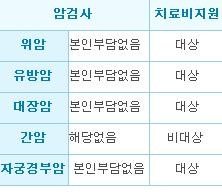 암검사 치료비지원
위암 본인부담없음 대상
유방암 본인부담없음 대상
대장암 본인부담없음 대상
간암 해당없음 비대상
자궁경부암 본인부담없음 대상